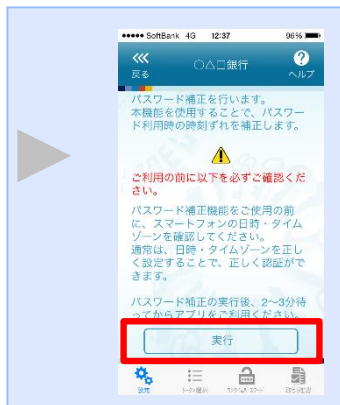 SoftBank 4G 12:37 96%
戻る
○△□銀行
?
ヘルプ
パスワード補正を行います。
本機能を使用することで、パスワー
ド利用時の時刻ずれを補正します。
ご利用の前に以下を必ずご確認くだ
さい。
パスワード補正機能をご使用の前
に、スマートフォンの日時・タイム
ゾーンを確認してください。
通常は、日時・タイムゾーンを正し
く設定することで、正しく認証がで
きます。
パスワード補正の実行後、2～3分待
ってからアプリをご利用ください。
実行
設定